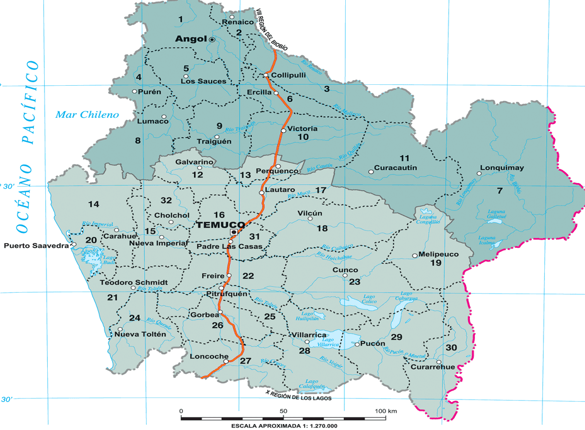 VIII REGIÓN DEL BIOBÍO
1
Renaico
2
Angol
Collipulli
5
4
Los Sauces
Ercilla
3
Purén
6
OCÉANO PACÍFICO
Mar Chileno
Lumaco
9
Victoria
10
8
Traiguén
Galvarino
12
13
Perquenco
11
Curacautín
Lonquimay
7
30'
Lautaro
17
14
32
16
Cholchol
Vilcún
18
TEMUCO
15
Carahue
20
Nueva Imperial
31
Padre Las Casas
Puerto Saavedra
Melipeuco
19
Teodoro Schmidt
Freire
22
Cunco
23
Pitrufquén
21
24
Gorbea
26
25
Nueva Toltén
Villarrica
28
Lago
Villarrica
Pucón
29
30
Loncoche
27
Curarrehue
X REGIÓN DE LOS LAGOS
30'
0 50 100 km
ESCALA APROXIMADA 1: 1.270.000